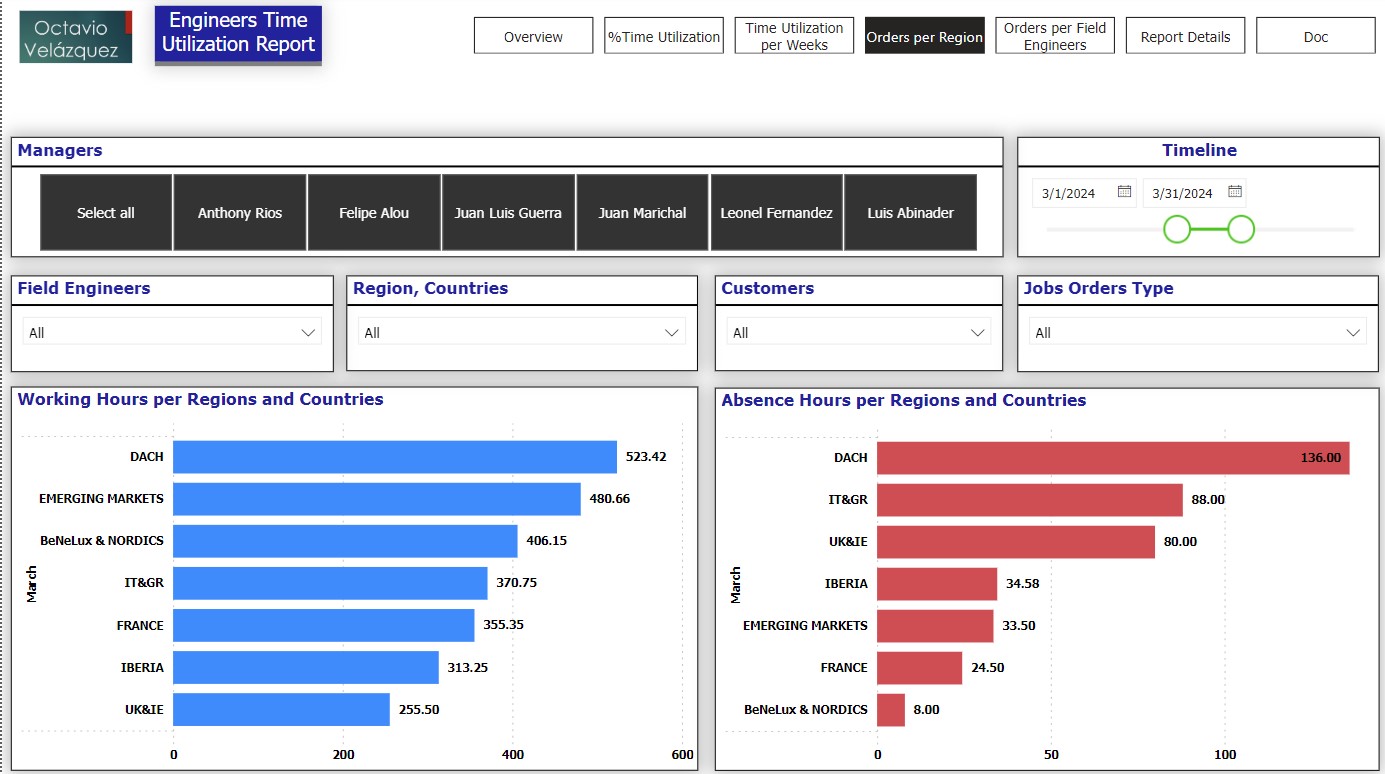 Octavio
Velázquez
Engineers Time
Utilization Report
Overview
%Time Utilization
Time Utilization
per Weeks
Orders per Region
Orders per Field
Engineers
Report Details
Doc
Managers
Select all
Anthony Rios
Felipe Alou
Juan Luis Guerra
Juan Marichal
Leonel Fernandez
Luis Abinader
Timeline
3/1/2024
3/31/2024
Field Engineers
All
Region, Countries
All
Customers
All
Jobs Orders Type
All
Working Hours per Regions and Countries
March
DACH 523.42
EMERGING MARKETS 480.66
BeNeLux & NORDICS 406.15
IT&GR 370.75
FRANCE 355.35
IBERIA 313.25
UK&IE 255.50
0 200 400 600
Absence Hours per Regions and Countries
March
DACH 136.00
IT&GR 88.00
UK&IE 80.00
IBERIA 34.58
EMERGING MARKETS 33.50
FRANCE 24.50
BeNeLux & NORDICS 8.00
0 50 100